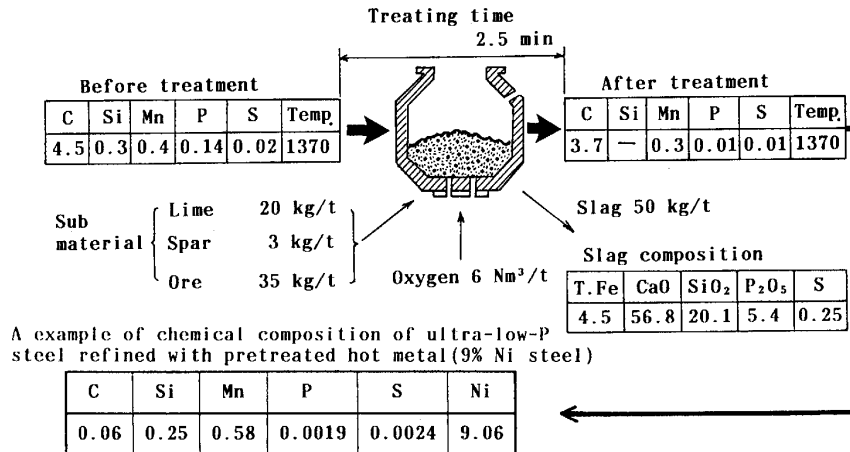 Treating time
2.5 min
Before treatment
C Si Mn P S Temp.
4.5 0.3 0.4 0.14 0.02 1370
After treatment
C Si Mn P S Temp.
3.7 — 0.3 0.01 0.01 1370
Sub material
Lime 20 kg/t
Spar 3 kg/t
Ore 35 kg/t
Oxygen 6 Nm³/t
Slag 50 kg/t
Slag composition
T.Fe CaO SiO₂ P₂O₅ S
4.5 56.8 20.1 5.4 0.25
A example of chemical composition of ultra-low-P
steel refined with pretreated hot metal(9% Ni steel)
C Si Mn P S Ni
0.06 0.25 0.58 0.0019 0.0024 9.06